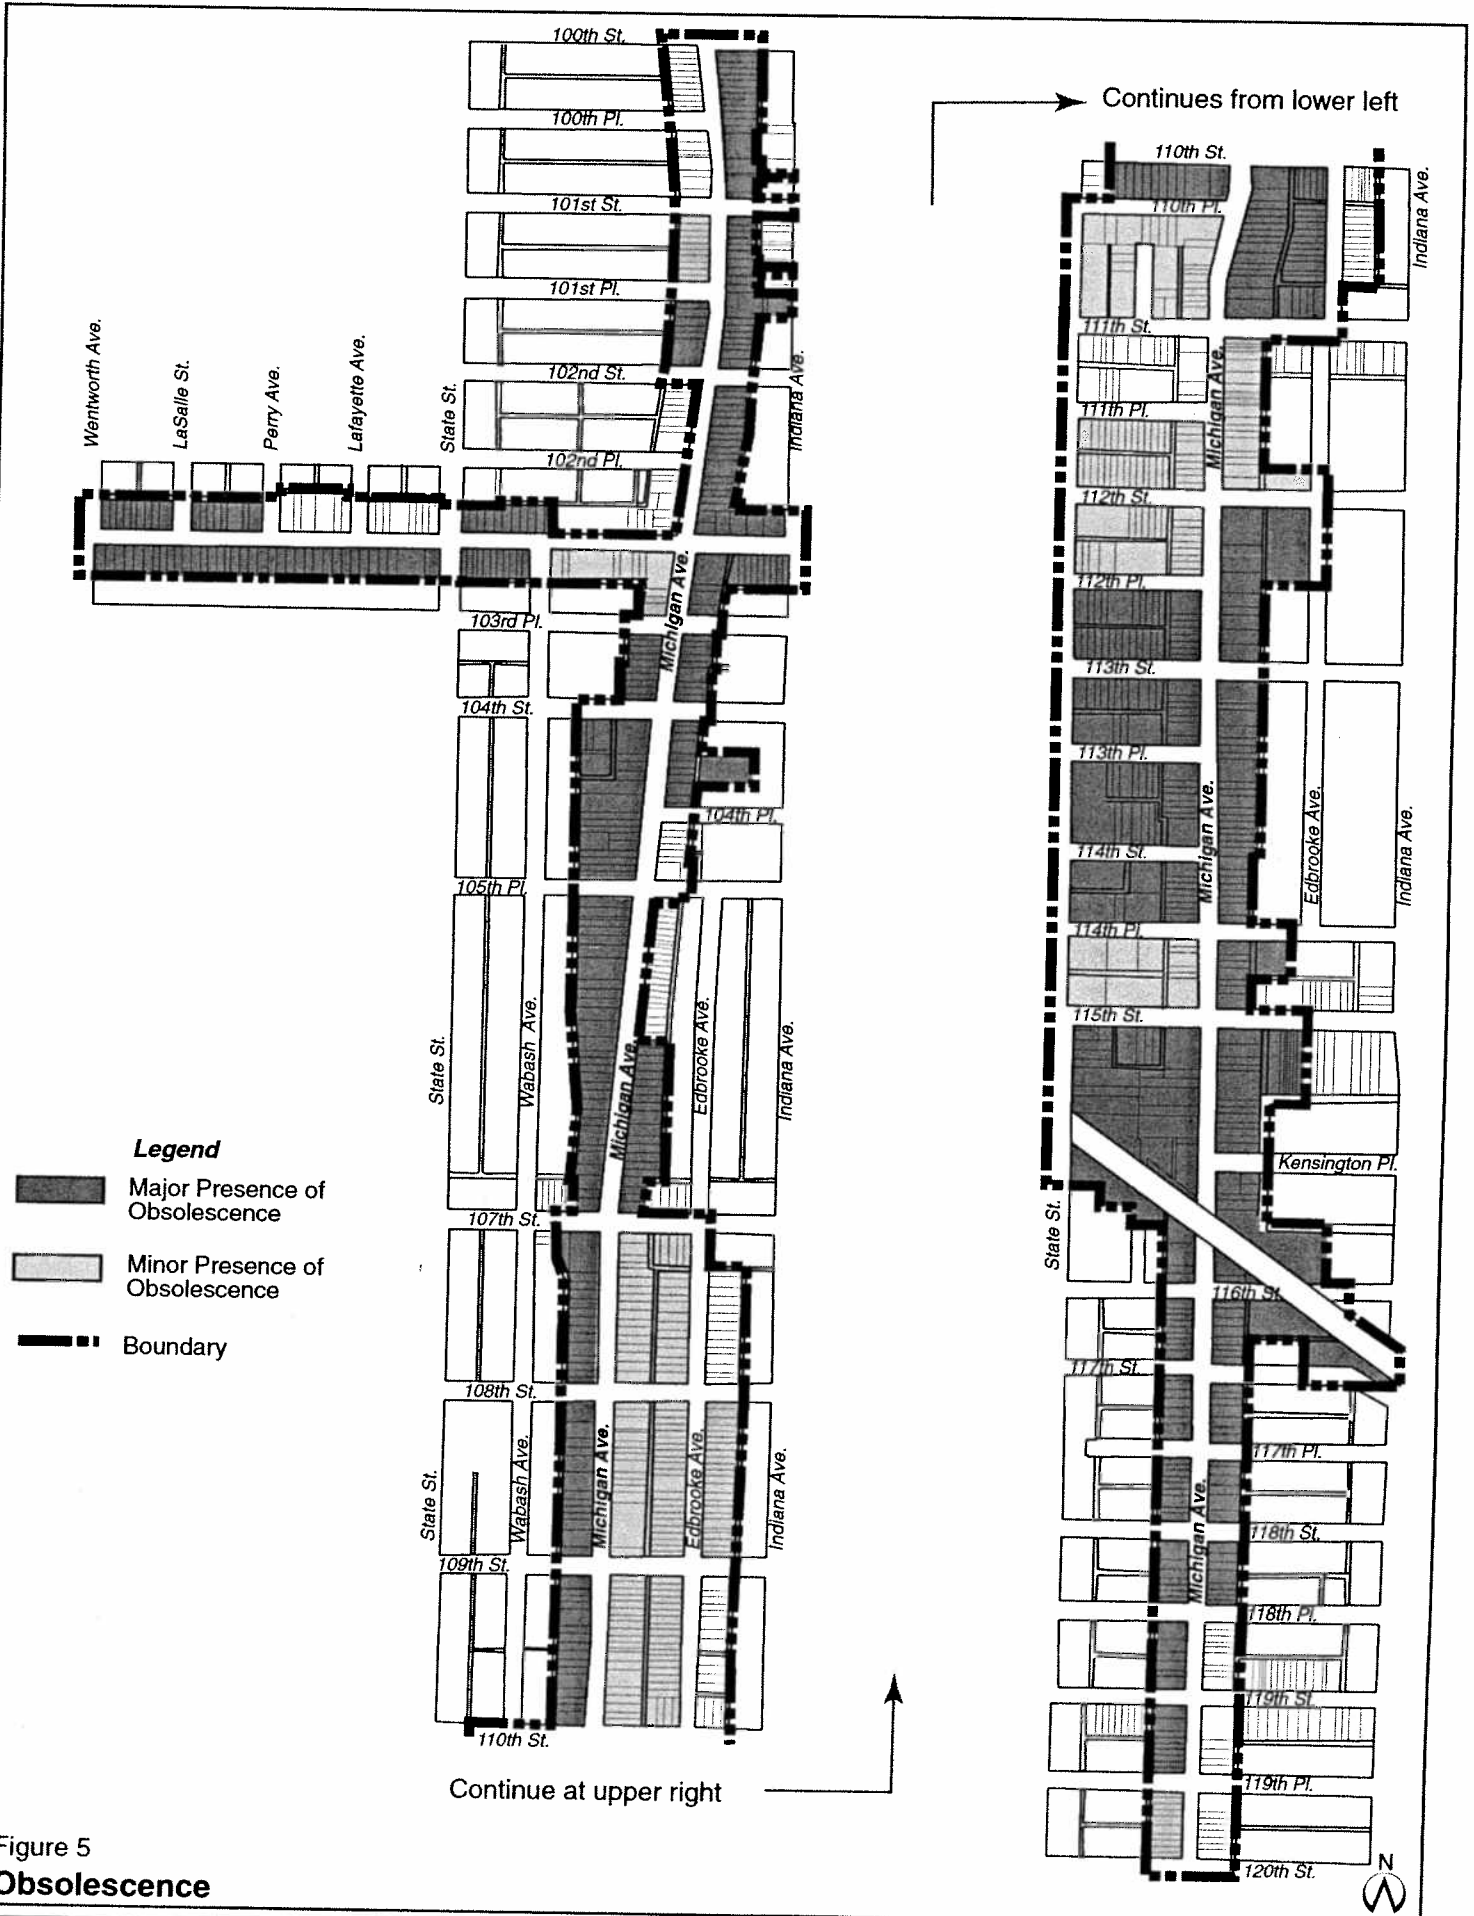 100th St.
100th Pl.
101st St.
101st Pl.
102nd St.
102nd Pl.
Wentworth Ave.
LaSalle St.
Perry Ave.
Lafayette Ave.
State St.
Indiana Ave.
Michigan Ave.
103rd Pl.
104th St.
104th Pl.
105th Pl.
State St.
Wabash Ave.
Michigan Ave.
Edbrooke Ave.
Indiana Ave.
107th St.
108th St.
State St.
Wabash Ave.
Michigan Ave.
Edbrooke Ave.
Indiana Ave.
109th St.
110th St.
Continue at upper right
Legend
Major Presence of
Obsolescence
Minor Presence of
Obsolescence
Boundary
Continues from lower left
110th St.
110th Pl.
Indiana Ave.
111th St.
Michigan Ave.
111th Pl.
112th St.
112th Pl.
113th St.
113th Pl.
Michigan Ave.
Edbrooke Ave.
Indiana Ave.
114th St.
114th Pl.
115th St.
Kensington Pl.
State St.
116th St.
117th St.
117th Pl.
Michigan Ave.
118th St.
118th Pl.
119th St.
119th Pl.
120th St.
N
Figure 5
Obsolescence